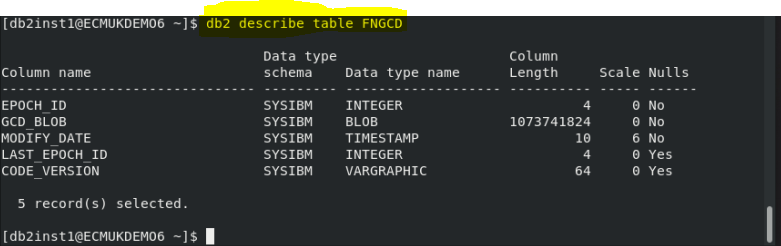 [db2inst1@ECMUKDEMO6 ~]$ db2 describe table FNGCD
                                Data type                     Column
Column name                     schema    Data type name      Length     Scale Nulls
------------------------------- --------- ------------------- ---------- ----- ------
EPOCH_ID                        SYSIBM    INTEGER                      4     0 No
GCD_BLOB                        SYSIBM    BLOB                1073741824     0 No
MODIFY_DATE                     SYSIBM    TIMESTAMP                   10     6 No
LAST_EPOCH_ID                   SYSIBM    INTEGER                      4     0 Yes
CODE_VERSION                    SYSIBM    VARGRAPHIC                  64     0 Yes
  5 record(s) selected.
[db2inst1@ECMUKDEMO6 ~]$